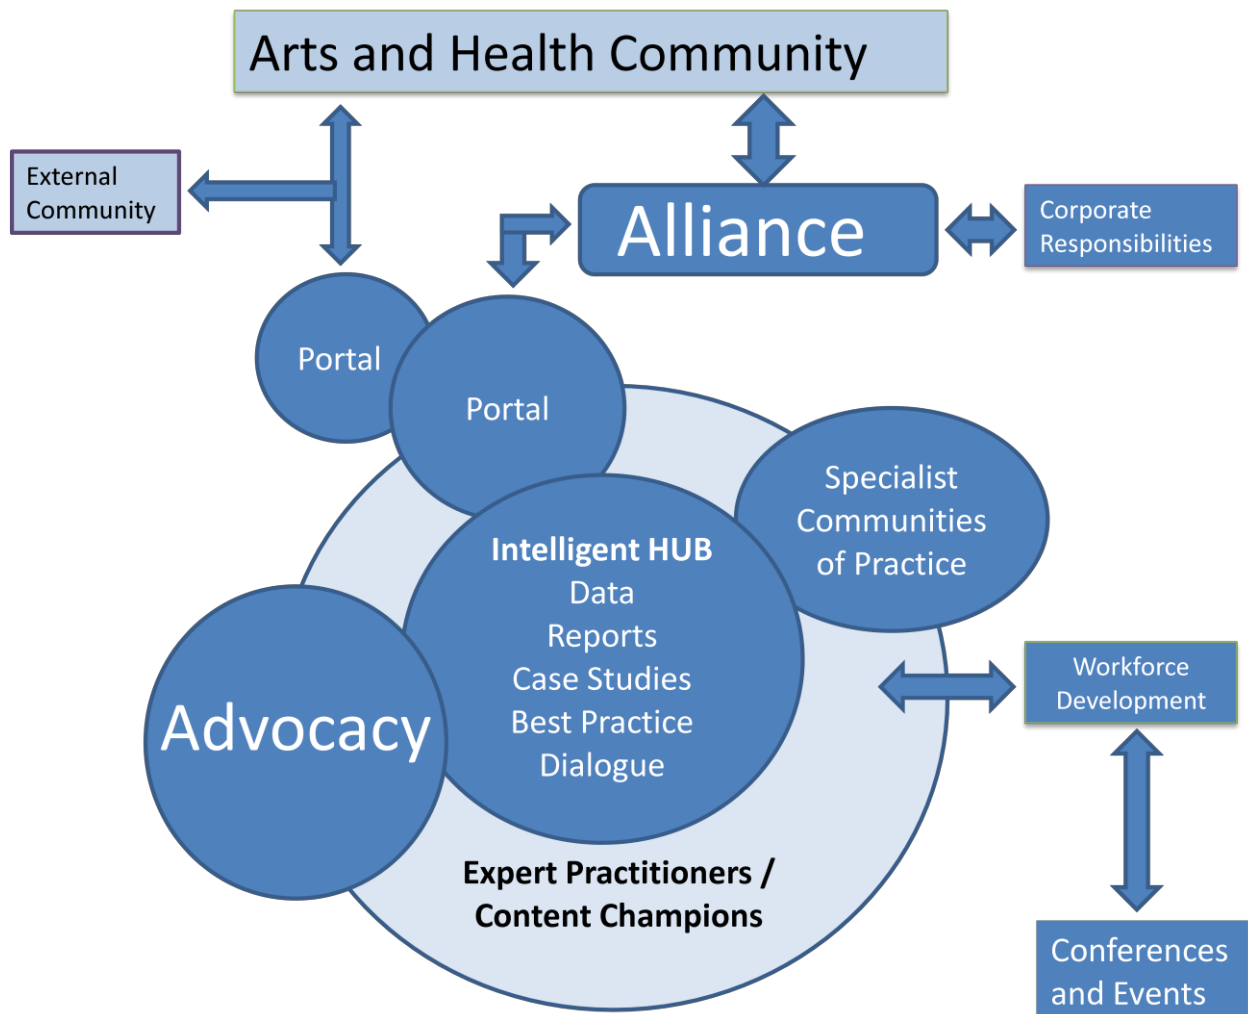 Arts and Health Community
External
Community
Alliance
Corporate
Responsibilities
Portal
Portal
Specialist
Communities
of Practice
Intelligent HUB
Data
Reports
Case Studies
Best Practice
Dialogue
Advocacy
Workforce
Development
Expert Practitioners /
Content Champions
Conferences
and Events